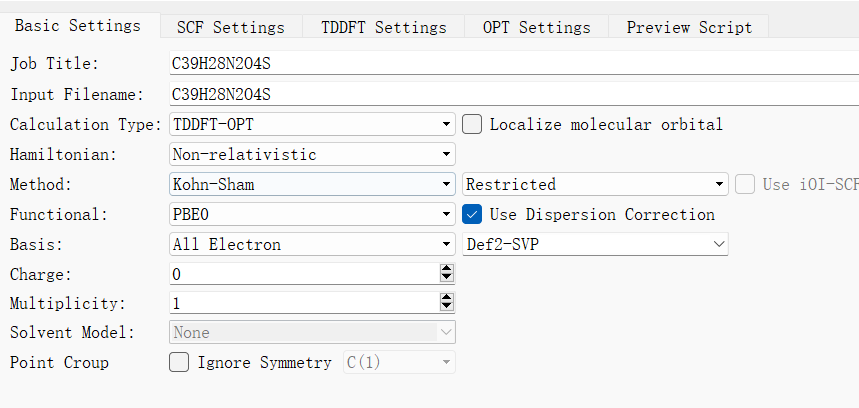 Basic Settings SCF Settings TDDFT Settings OPT Settings Preview Script
Job Title: C39H28N2O4S
Input Filename: C39H28N2O4S
Calculation Type: TDDFT-OPT Localize molecular orbital
Hamiltonian: Non-relativistic
Method: Kohn-Sham Restricted Use iOI-SCF
Functional: PBE0 Use Dispersion Correction
Basis: All Electron Def2-SVP
Charge: 0
Multiplicity: 1
Solvent Model: None
Point Croup Ignore Symmetry C(1)